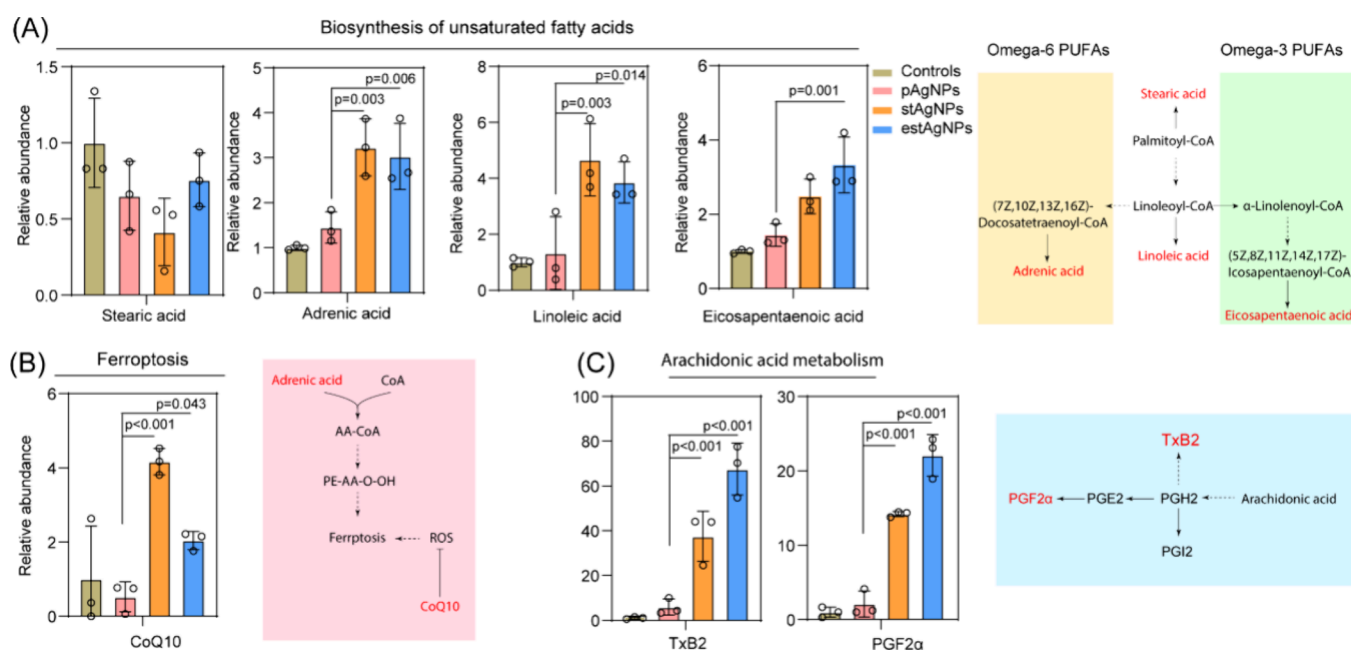 (A)
Biosynthesis of unsaturated fatty acids
Relative abundance
1.5
1.0
0.5
0.0
Stearic acid
Relative abundance
5
4
3
2
1
0
p=0.006
p=0.003
Adrenic acid
Relative abundance
8
6
4
2
0
p=0.014
p=0.003
Linoleic acid
Relative abundance
6
4
2
0
p=0.001
Eicosapentaenoic acid
Controls
pAgNPs
stAgNPs
estAgNPs
Omega-6 PUFAs
Omega-3 PUFAs
Stearic acid
Palmitoyl-CoA
(7Z,10Z,13Z,16Z)-
Docosatetraenoyl-CoA
Linoleoyl-CoA
α-Linolenoyl-CoA
Adrenic acid
Linoleic acid
(5Z,8Z,11Z,14Z,17Z)-
Icosapentaenoyl-CoA
Eicosapentaenoic acid
(B)
Ferroptosis
Relative abundance
6
4
2
0
p=0.043
p<0.001
CoQ10
Adrenic acid
CoA
AA-CoA
PE-AA-O-OH
Ferrptosis
ROS
CoQ10
(C)
Arachidonic acid metabolism
100
80
60
40
20
0
p<0.001
p<0.001
TxB2
30
20
10
0
p<0.001
p<0.001
PGF2α
TxB2
PGF2α
PGE2
PGH2
Arachidonic acid
PGI2